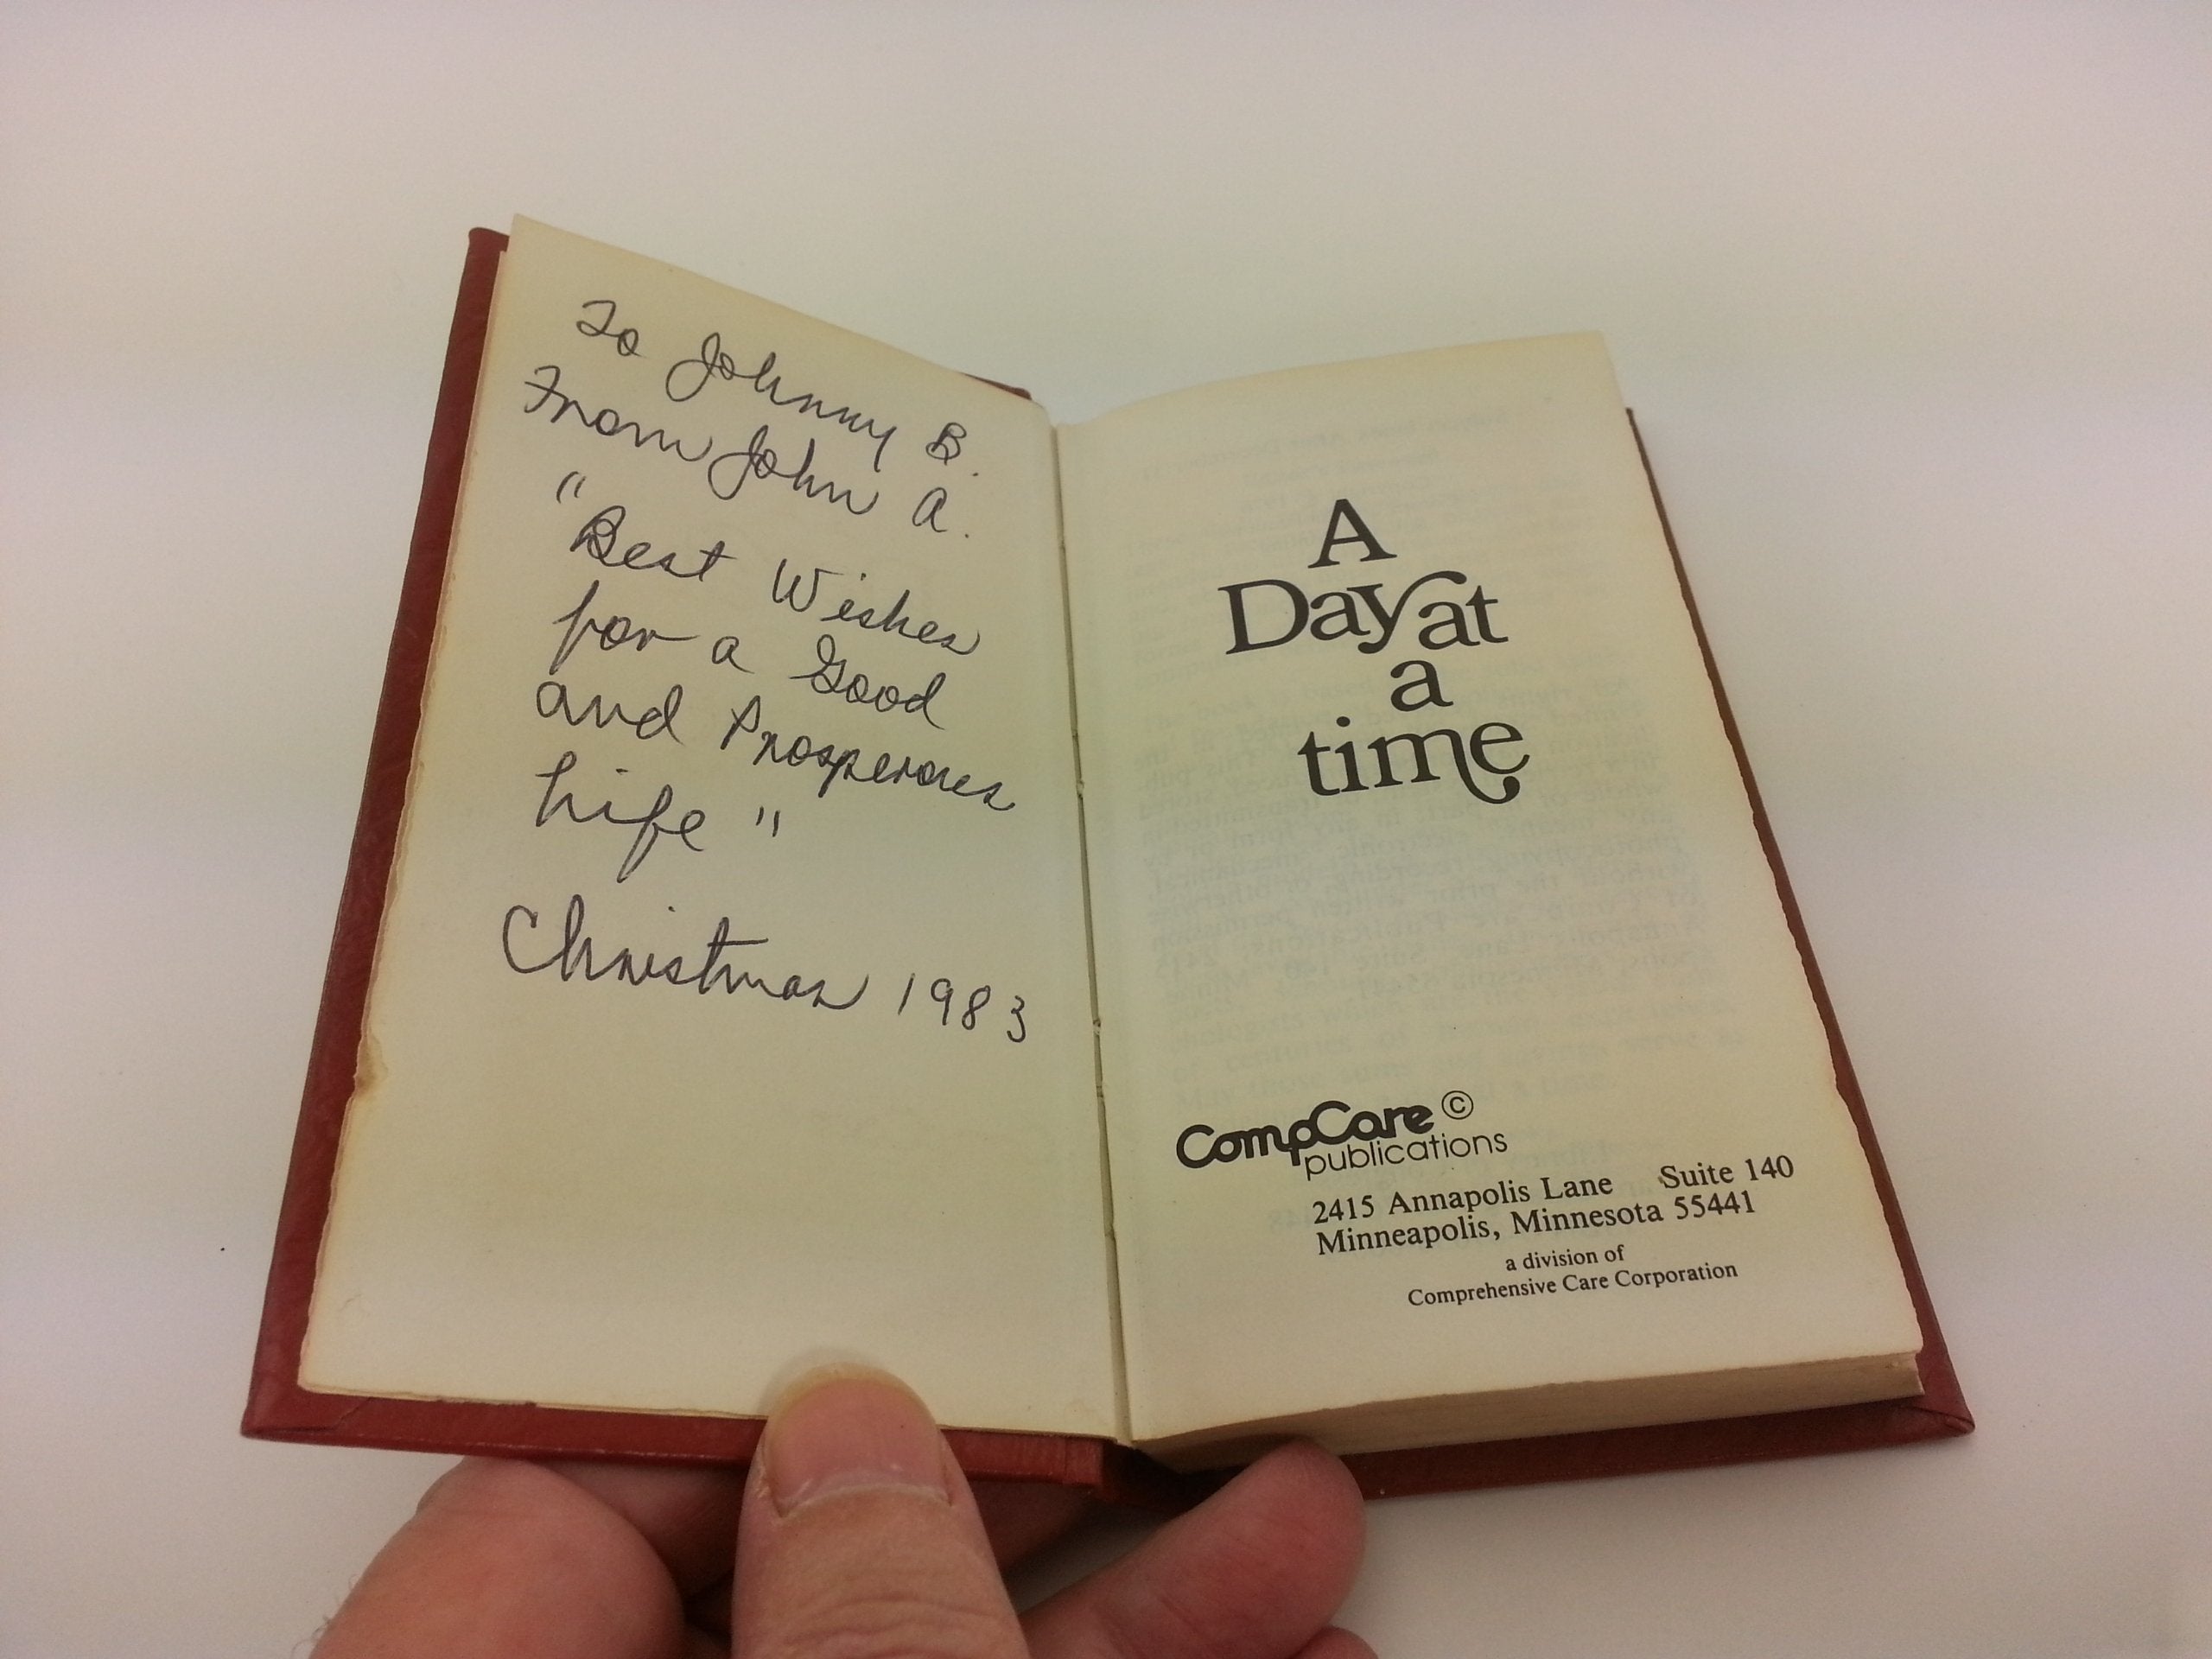 To Johnny B.
From John A.
"Best Wishes
for a Good
and Prosperous
Life"
Christmas 1983
A
Day at
a
time
CompCare ©
publications
2415 Annapolis Lane Suite 140
Minneapolis, Minnesota 55441
a division of
Comprehensive Care Corporation